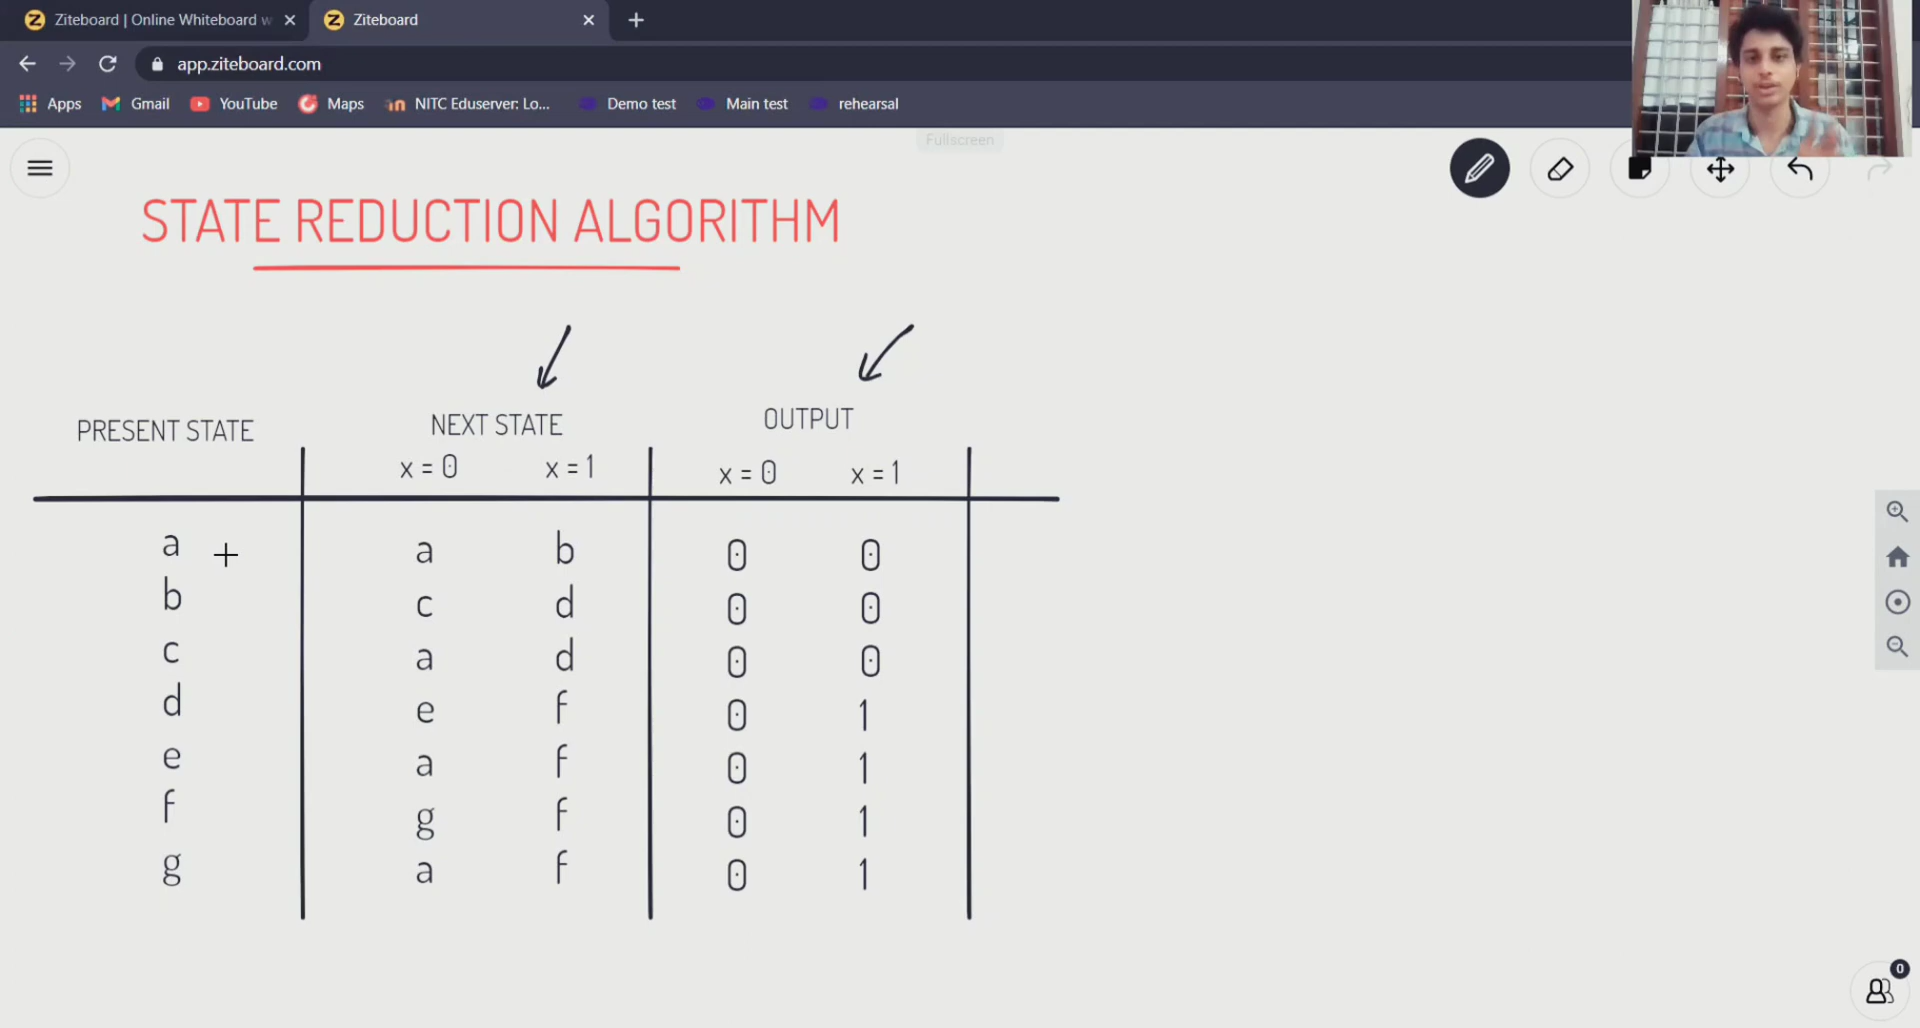 Ziteboard | Online Whiteboard w
Ziteboard
app.ziteboard.com
Apps Gmail YouTube Maps NITC Eduserver: Lo... Demo test Main test rehearsal
Fullscreen
STATE REDUCTION ALGORITHM
PRESENT STATE NEXT STATE OUTPUT
x = 0 x = 1 x = 0 x = 1
a a b 0 0
b c d 0 0
c a d 0 0
d e f 0 1
e a f 0 1
f g f 0 1
g a f 0 1
0